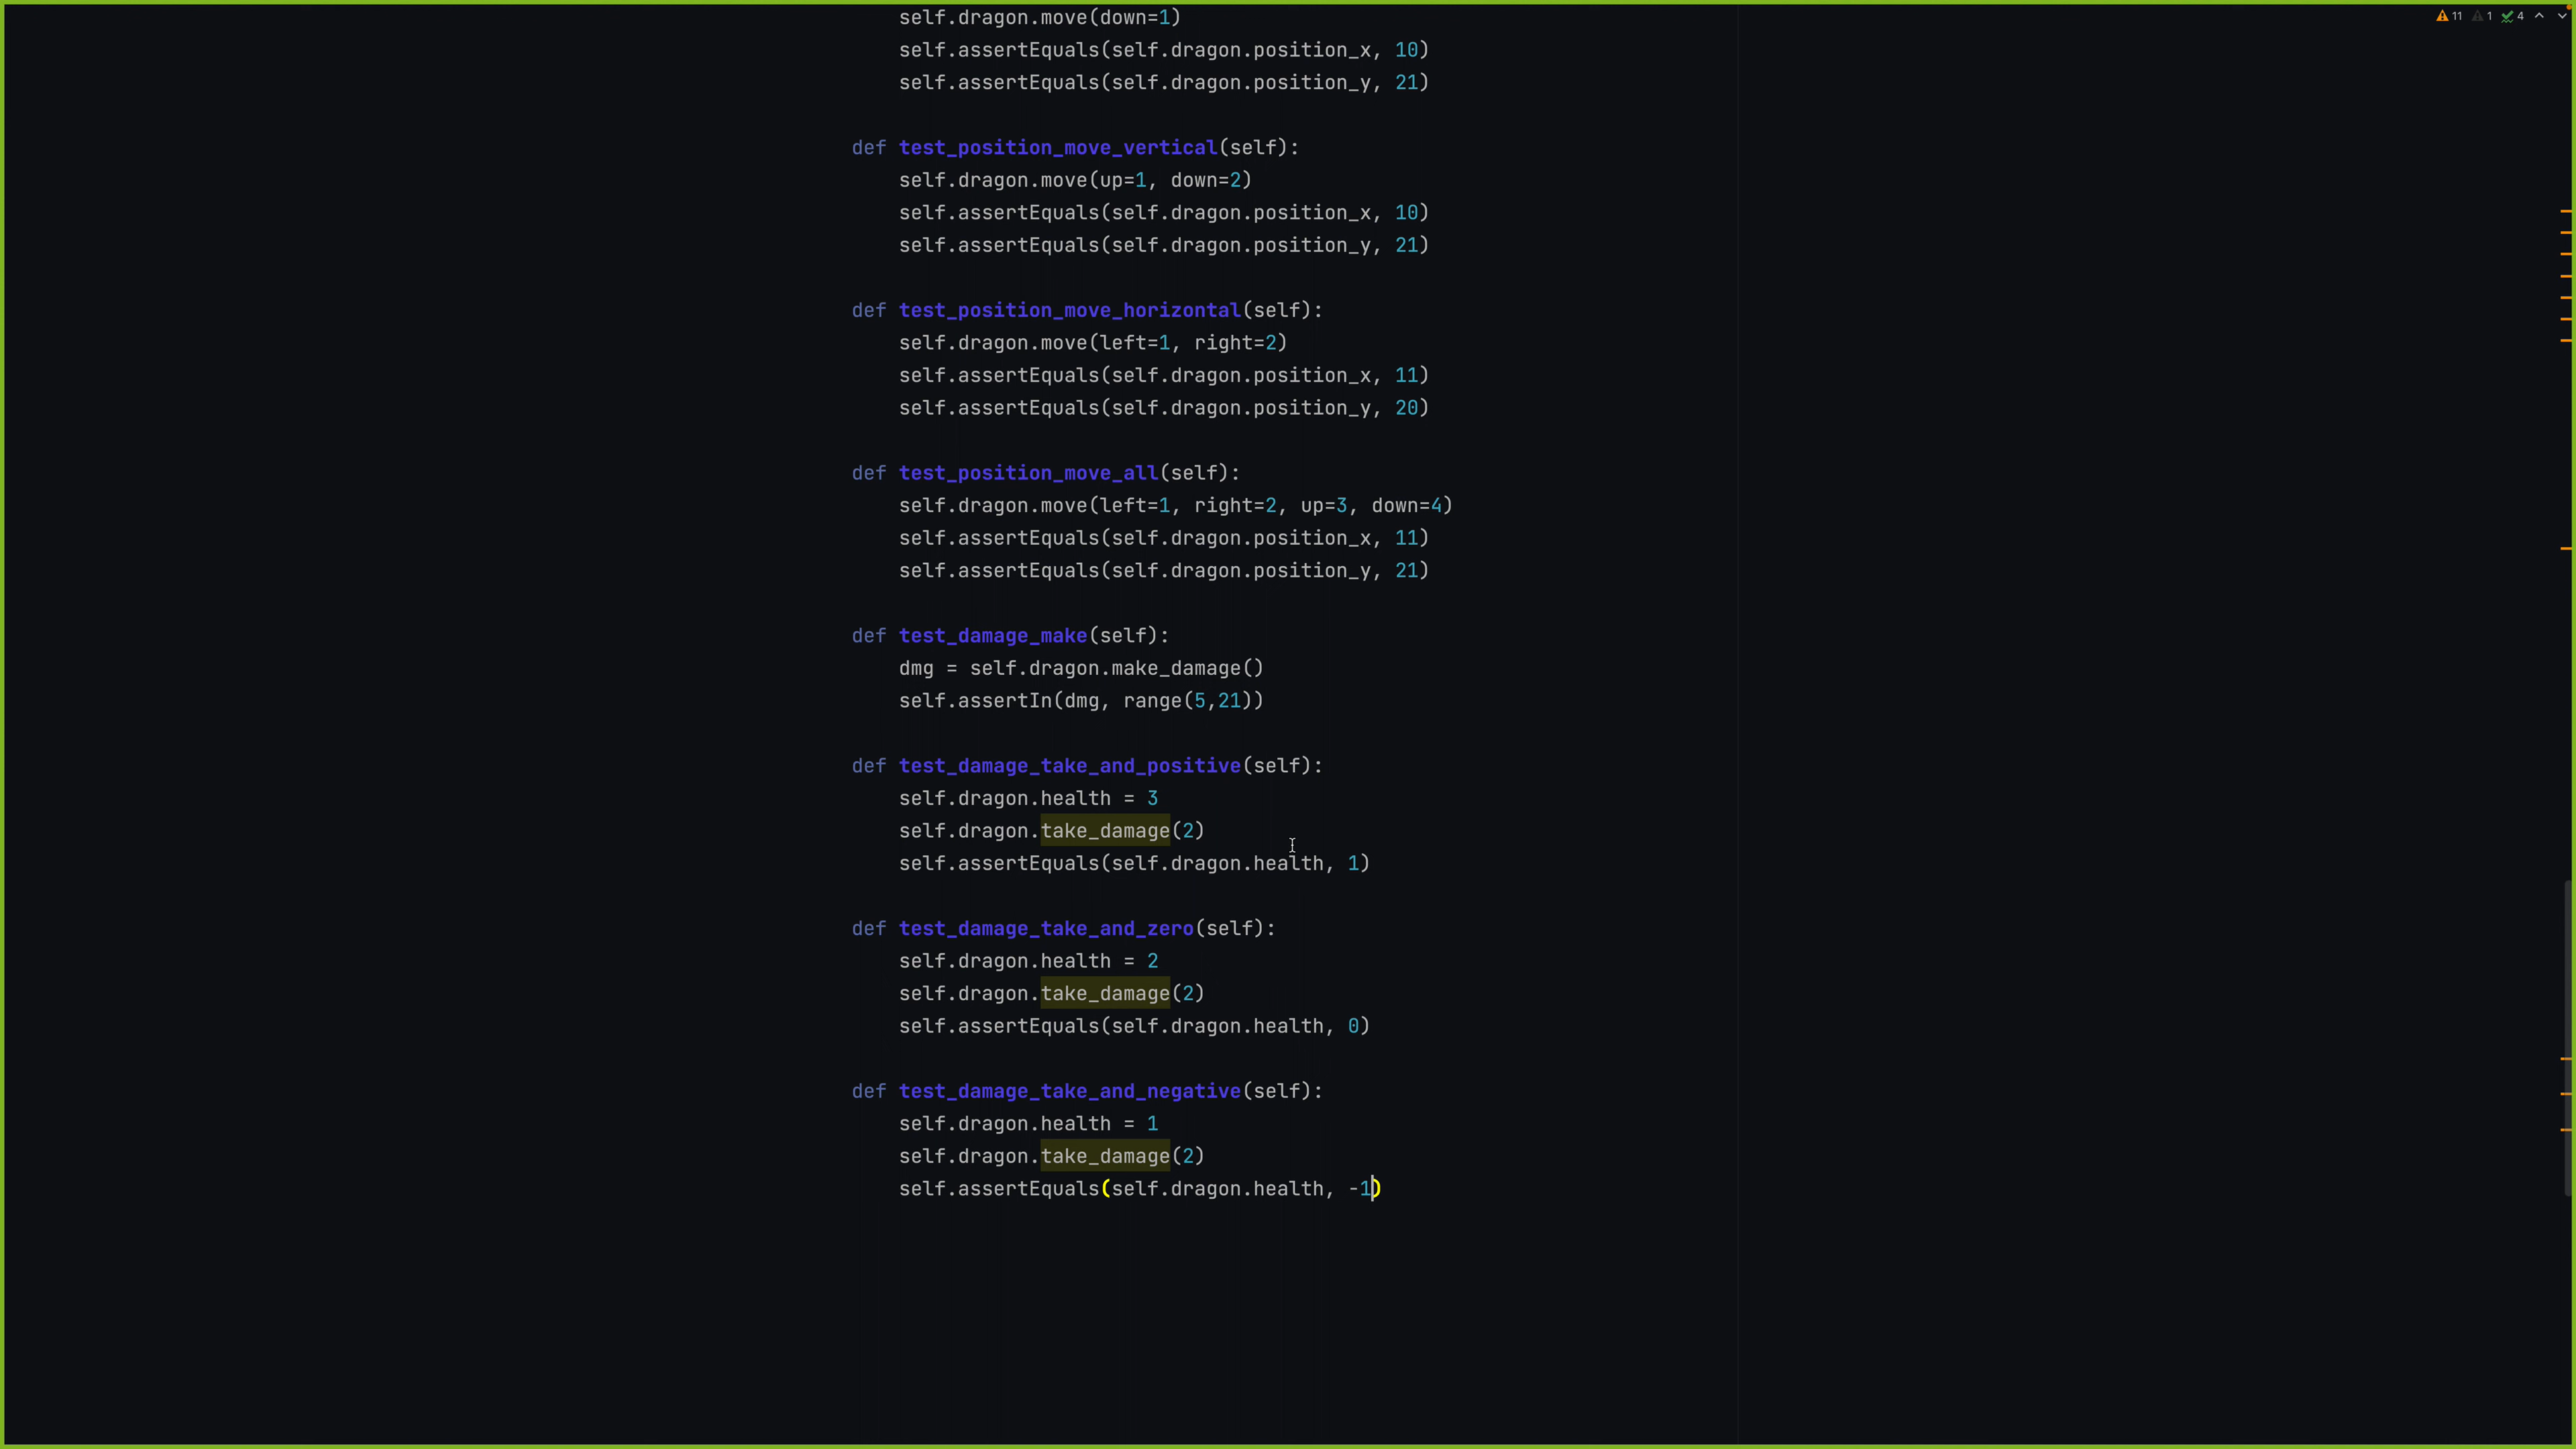 self.dragon.move(down=1)
11 1 4
self.assertEquals(self.dragon.position_x, 10)
self.assertEquals(self.dragon.position_y, 21)
def test_position_move_vertical(self):
self.dragon.move(up=1, down=2)
self.assertEquals(self.dragon.position_x, 10)
self.assertEquals(self.dragon.position_y, 21)
def test_position_move_horizontal(self):
self.dragon.move(left=1, right=2)
self.assertEquals(self.dragon.position_x, 11)
self.assertEquals(self.dragon.position_y, 20)
def test_position_move_all(self):
self.dragon.move(left=1, right=2, up=3, down=4)
self.assertEquals(self.dragon.position_x, 11)
self.assertEquals(self.dragon.position_y, 21)
def test_damage_make(self):
dmg = self.dragon.make_damage()
self.assertIn(dmg, range(5,21))
def test_damage_take_and_positive(self):
self.dragon.health = 3
self.dragon.take_damage(2)
self.assertEquals(self.dragon.health, 1)
def test_damage_take_and_zero(self):
self.dragon.health = 2
self.dragon.take_damage(2)
self.assertEquals(self.dragon.health, 0)
def test_damage_take_and_negative(self):
self.dragon.health = 1
self.dragon.take_damage(2)
self.assertEquals(self.dragon.health, -1)